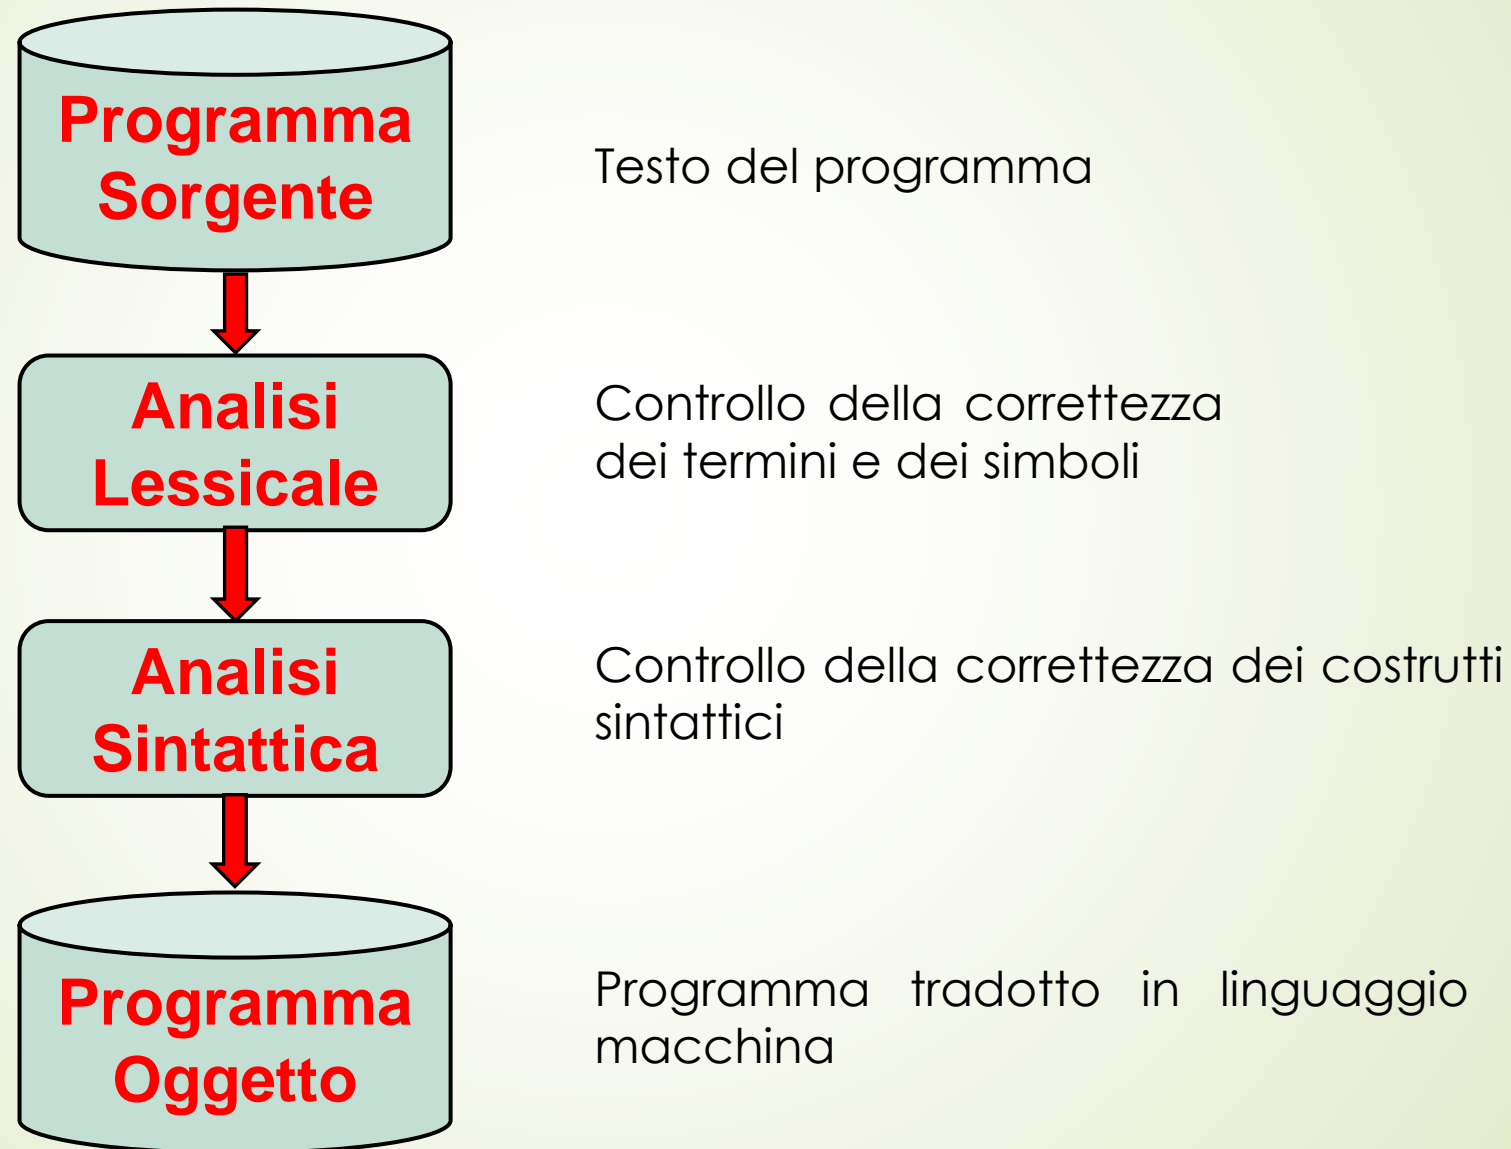 Programma
Sorgente
Testo del programma
Analisi
Lessicale
Controllo della correttezza
dei termini e dei simboli
Analisi
Sintattica
Controllo della correttezza dei costrutti
sintattici
Programma
Oggetto
Programma tradotto in linguaggio
macchina